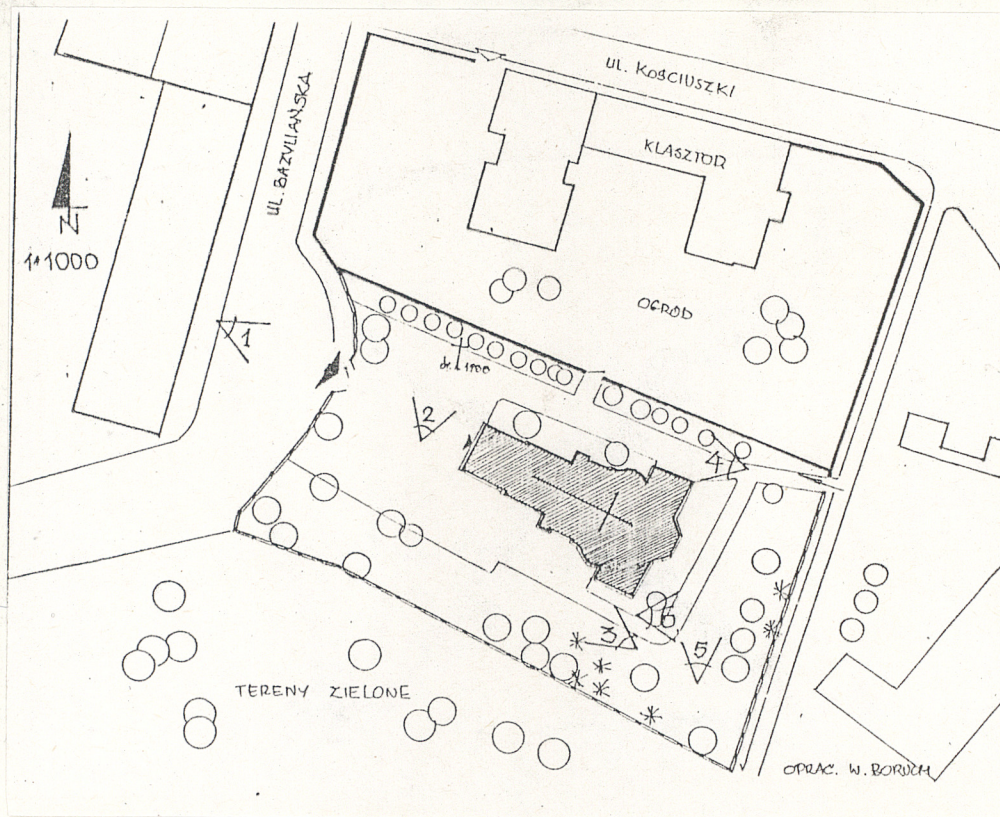 UL. KOŚCIUSZKI
UL. BAZYLIAŃSKA
KLASZTOR
N
1:1000
OGRÓD
1
2
4
3
6
5
TERENY ZIELONE
OPRAC. W. BORUCH